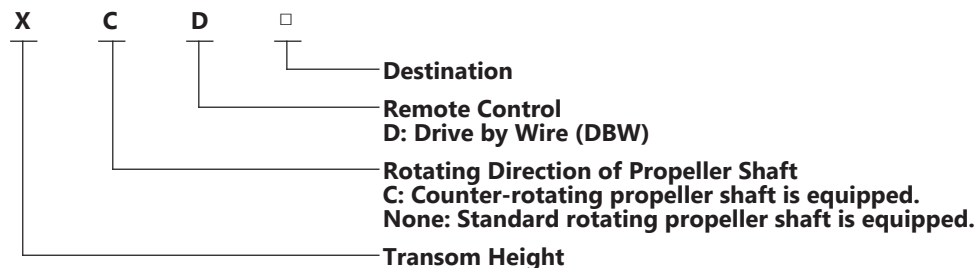 X C D □
Destination
Remote Control
D: Drive by Wire (DBW)
Rotating Direction of Propeller Shaft
C: Counter-rotating propeller shaft is equipped.
None: Standard rotating propeller shaft is equipped.
Transom Height